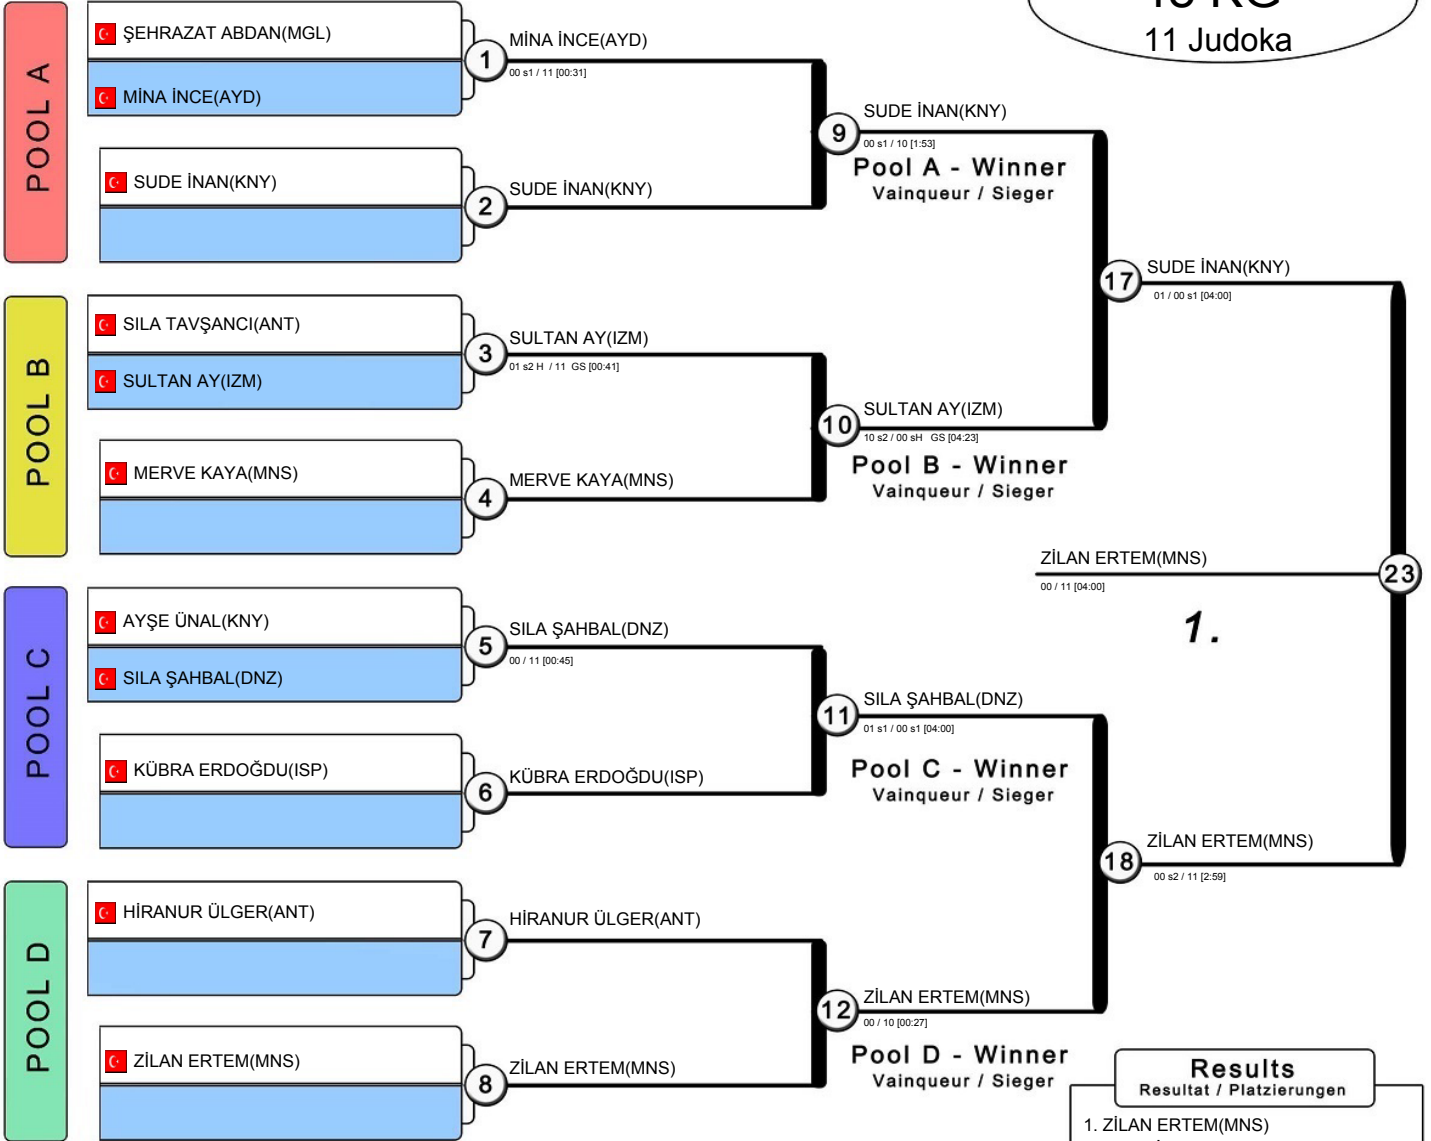 11 Judoka
POOL A
ŞEHRAZAT ABDAN(MGL)
MİNA İNCE(AYD)
1
MİNA İNCE(AYD)
00 s1 / 11 [00:31]
SUDE İNAN(KNY)
2
SUDE İNAN(KNY)
9
SUDE İNAN(KNY)
00 s1 / 10 [1:53]
Pool A - Winner
Vainqueur / Sieger
POOL B
SILA TAVŞANCI(ANT)
SULTAN AY(IZM)
3
SULTAN AY(IZM)
01 s2 H / 11 GS [00:41]
MERVE KAYA(MNS)
4
MERVE KAYA(MNS)
10
SULTAN AY(IZM)
10 s2 / 00 sH GS [04:23]
Pool B - Winner
Vainqueur / Sieger
17
SUDE İNAN(KNY)
01 / 00 s1 [04:00]
ZİLAN ERTEM(MNS)
00 / 11 [04:00]
23
1.
POOL C
AYŞE ÜNAL(KNY)
SILA ŞAHBAL(DNZ)
5
SILA ŞAHBAL(DNZ)
00 / 11 [00:45]
KÜBRA ERDOĞDU(ISP)
6
KÜBRA ERDOĞDU(ISP)
11
SILA ŞAHBAL(DNZ)
01 s1 / 00 s1 [04:00]
Pool C - Winner
Vainqueur / Sieger
18
ZİLAN ERTEM(MNS)
00 s2 / 11 [2:59]
POOL D
HİRANUR ÜLGER(ANT)
7
HİRANUR ÜLGER(ANT)
ZİLAN ERTEM(MNS)
8
ZİLAN ERTEM(MNS)
12
ZİLAN ERTEM(MNS)
00 / 10 [00:27]
Pool D - Winner
Vainqueur / Sieger
Results
Resultat / Platzierungen
1. ZİLAN ERTEM(MNS)